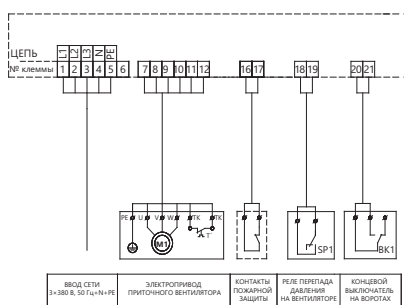 ЦЕПЬ L1 L2 L3 N PE
№ клеммы 1 2 3 4 5 6 7 8 9 10 11 12 16 17 18 19 20 21
PE U V W TK TK
T
M1 SP1 BK1
ВВОД СЕТИ
3×380 В, 50 Гц+N+PE
ЭЛЕКТРОПРИВОД
ПРИТОЧНОГО ВЕНТИЛЯТОРА
КОНТАКТЫ
ПОЖАРНОЙ
ЗАЩИТЫ
РЕЛЕ ПЕРЕПАДА
ДАВЛЕНИЯ
НА ВЕНТИЛЯТОРЕ
КОНЦЕВОЙ
ВЫКЛЮЧАТЕЛЬ
НА ВОРОТАХ